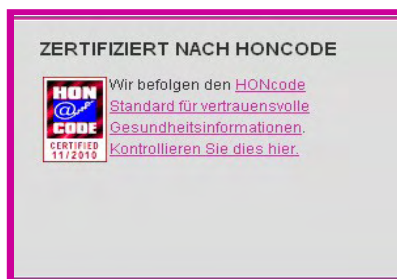 ZERTIFIZIERT NACH HONCODE
HON
@
CODE
CERTIFIED
11/2010
Wir befolgen den HONcode
Standard für vertrauensvolle
Gesundheitsinformationen.
Kontrollieren Sie dies hier.